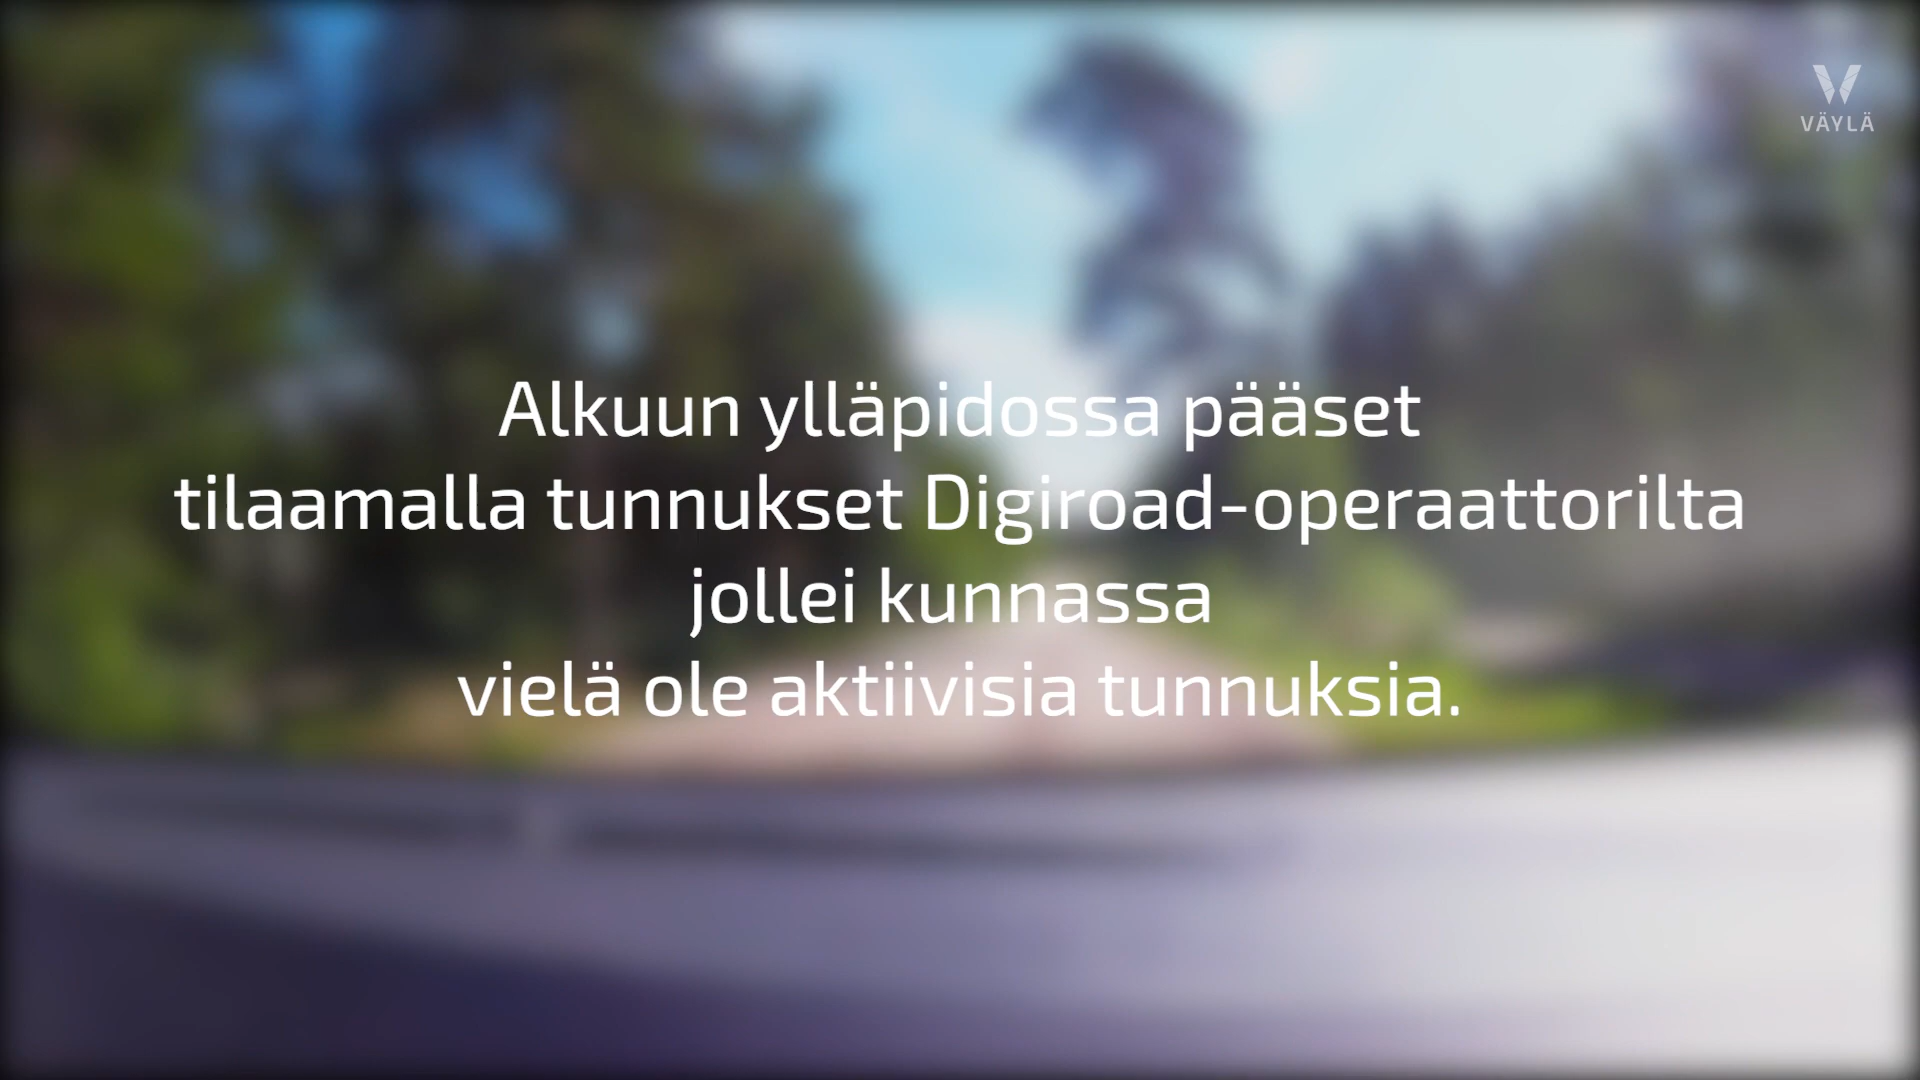 VÄYLÄ
Alkuun ylläpidossa pääset
tilaamalla tunnukset Digiroad-operaattorilta
jollei kunnassa
vielä ole aktiivisia tunnuksia.